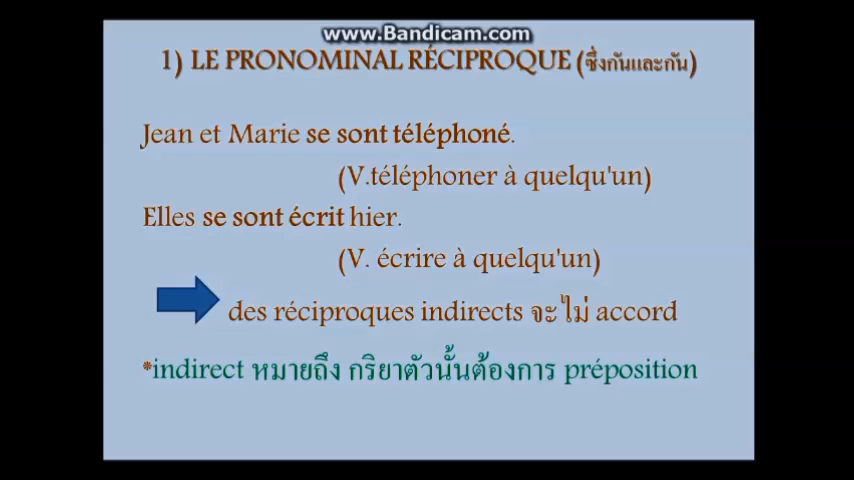 www.Bandicam.com
1) LE PRONOMINAL RÉCIPROQUE (ซึ่งกันและกัน)
Jean et Marie se sont téléphoné.
(V.téléphoner à quelqu'un)
Elles se sont écrit hier.
(V. écrire à quelqu'un)
des réciproques indirects จะไม่ accord
*indirect หมายถึง กริยาตัวนั้นต้องการ préposition